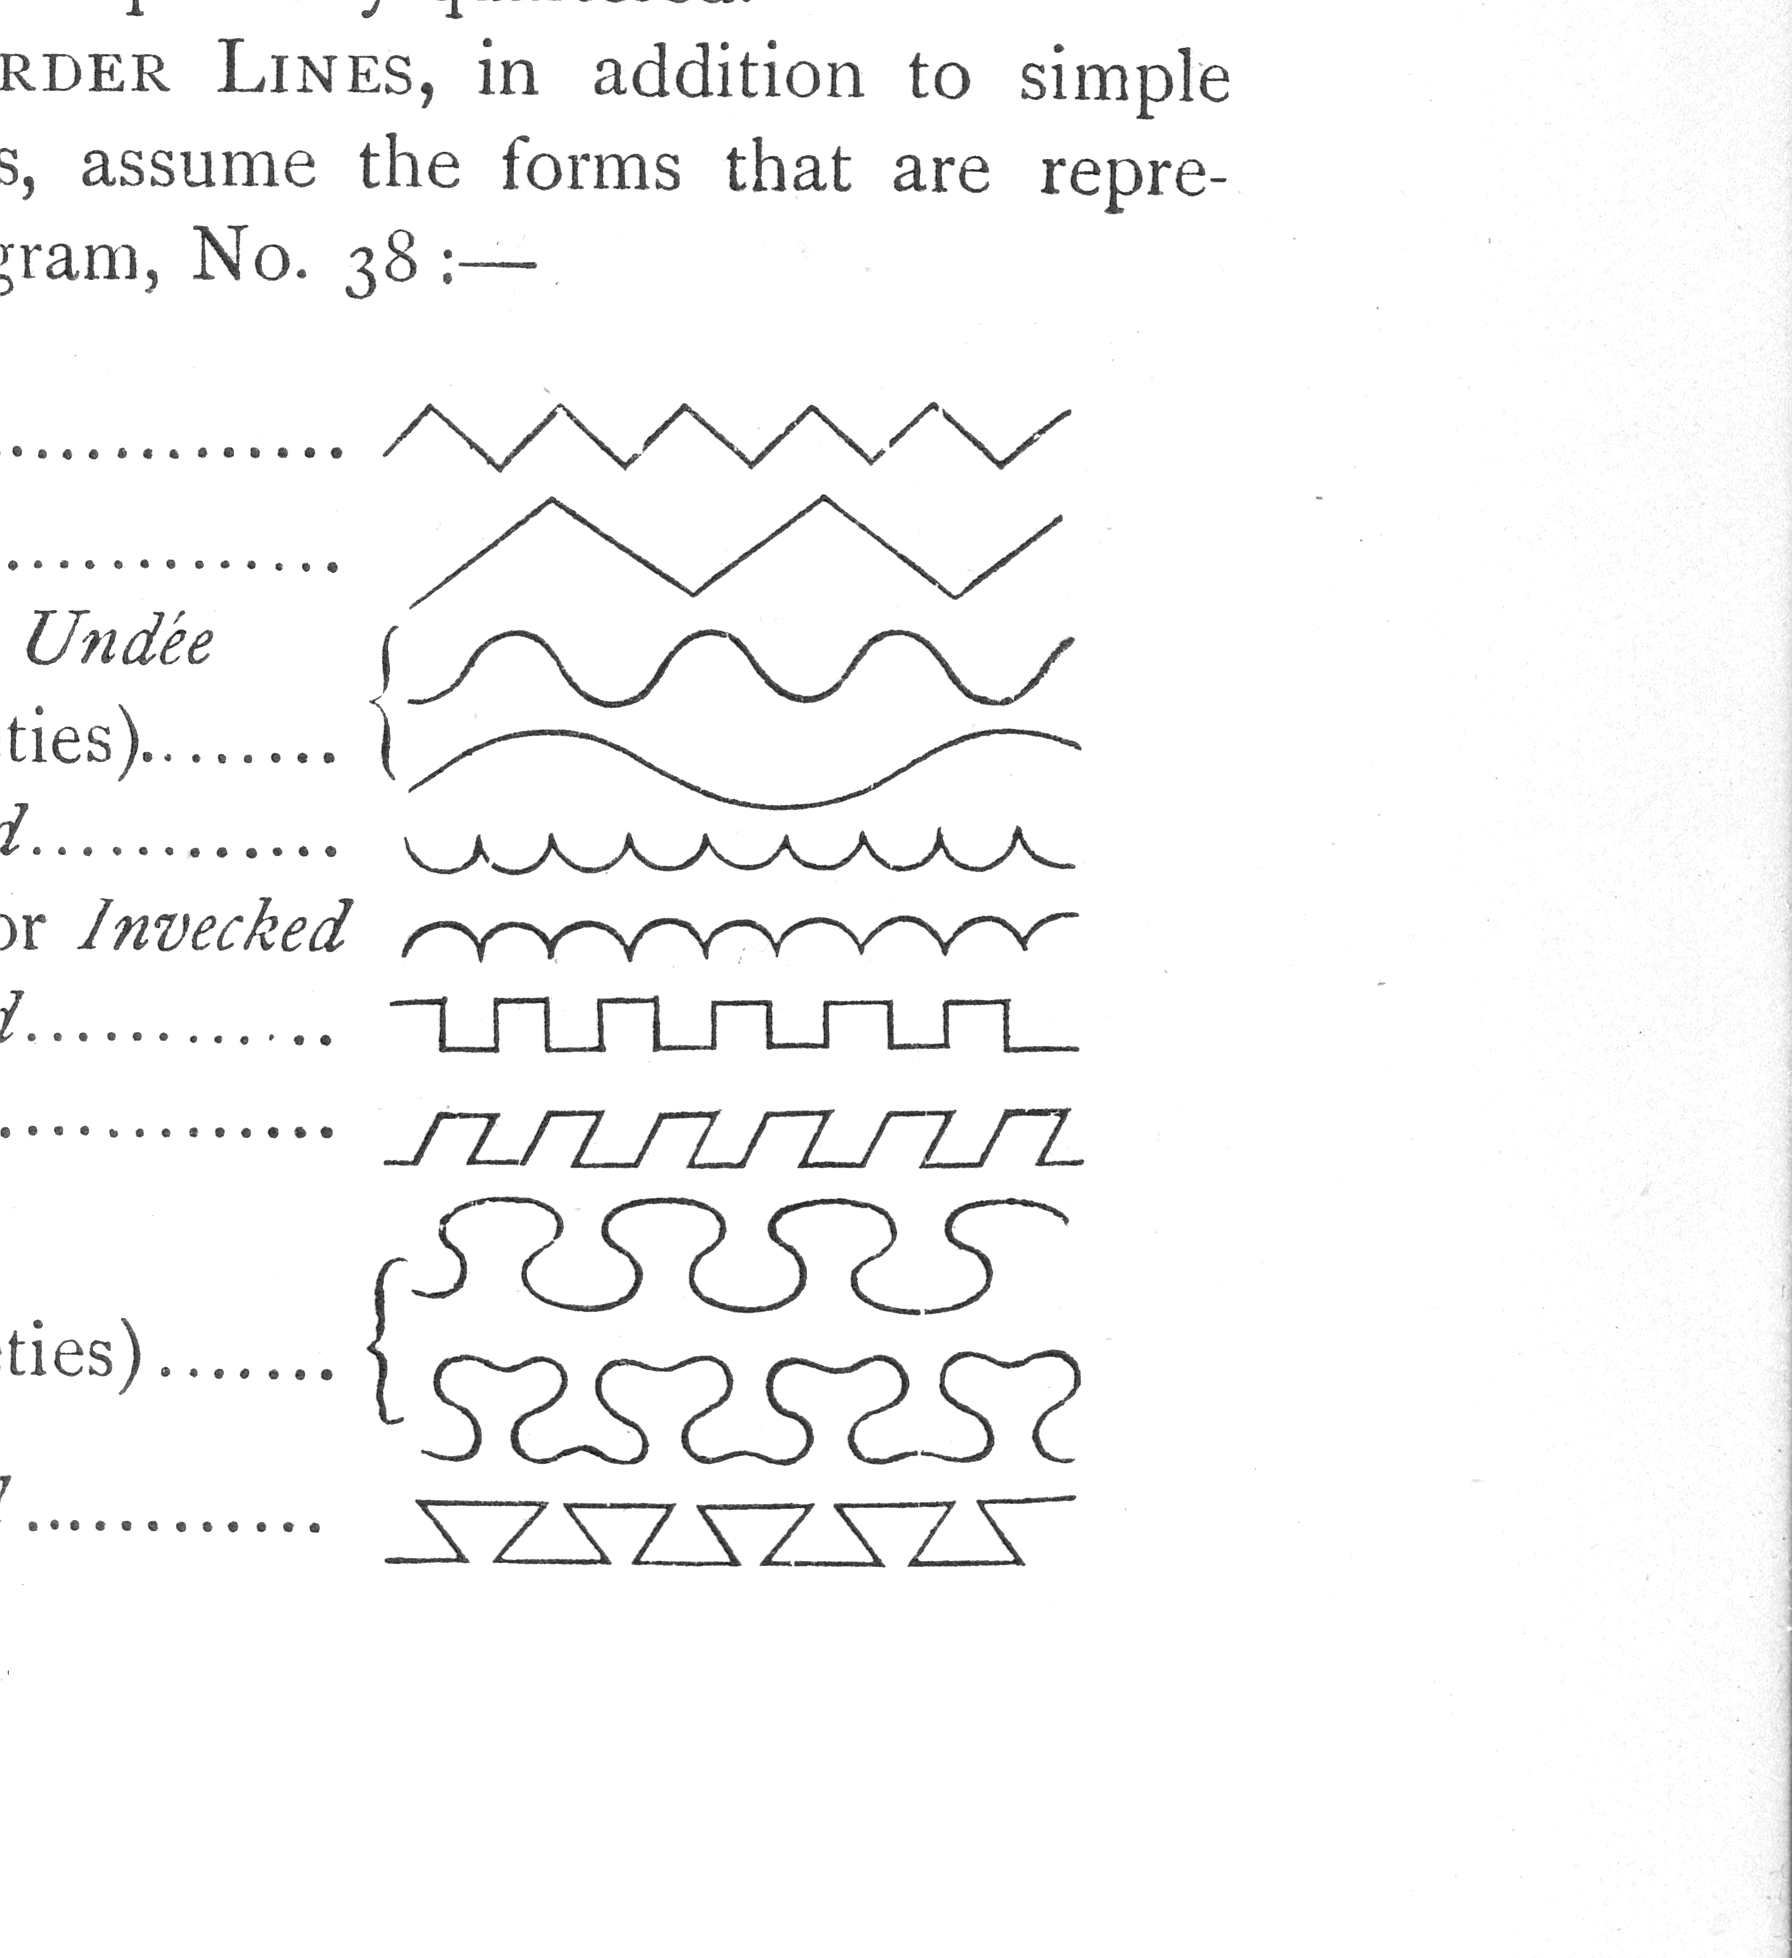 RDER LINES, in addition to simple
s, assume the forms that are repre-
gram, No. 38 :—
..............
.............
Undée
ties)........
d............
or Invecked
d............
.............
ties).......
............